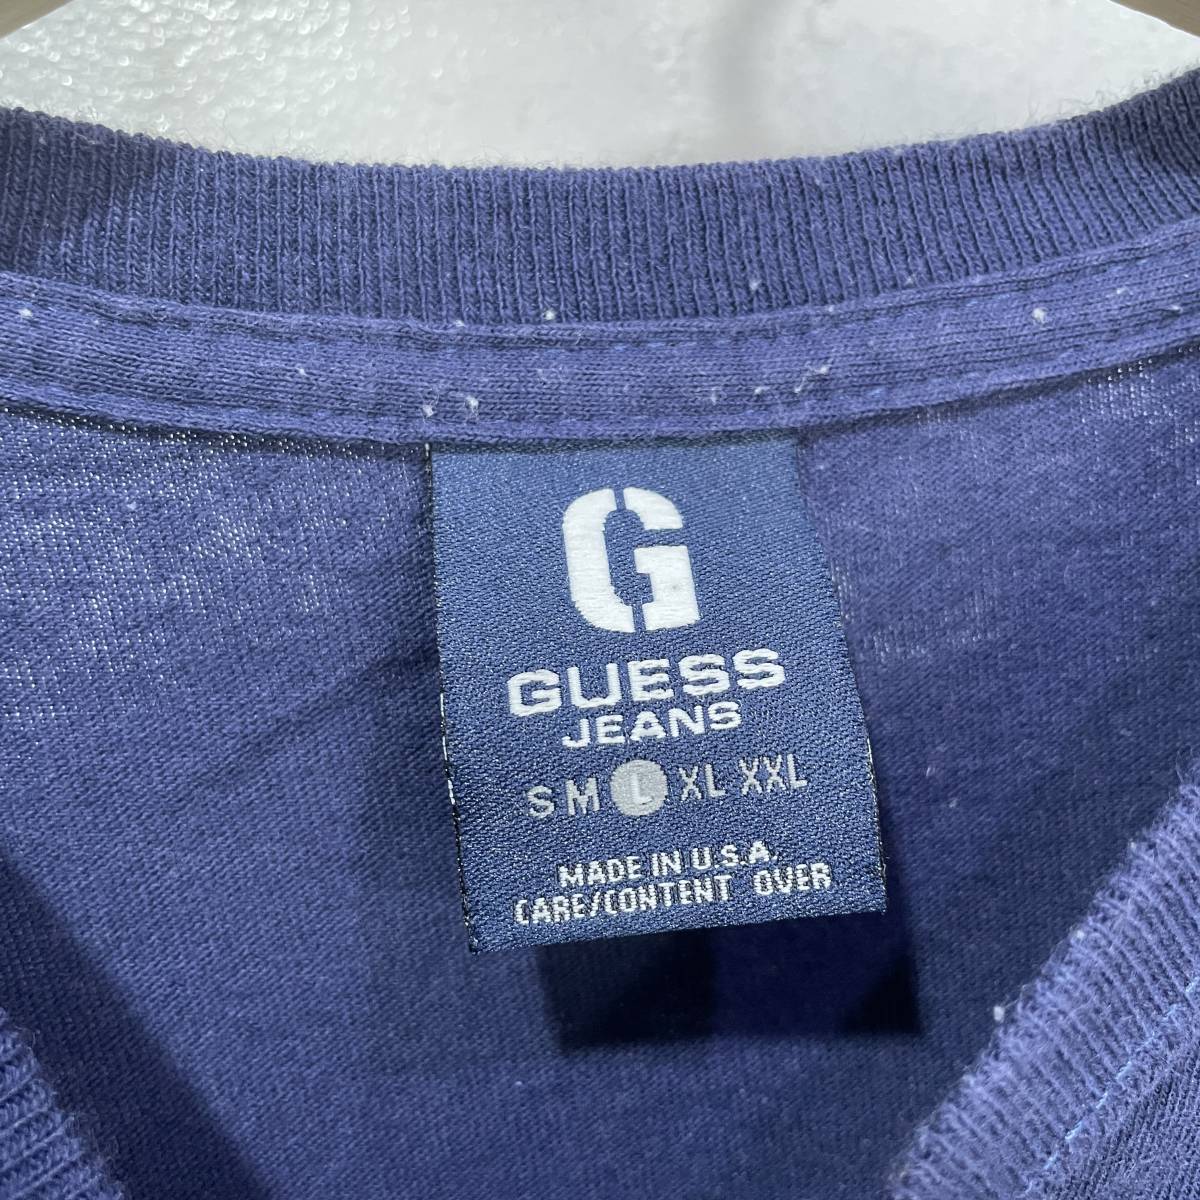 G
GUESS
JEANS
S M L XL XXL
MADE IN U.S.A.
CARE/CONTENT OVER